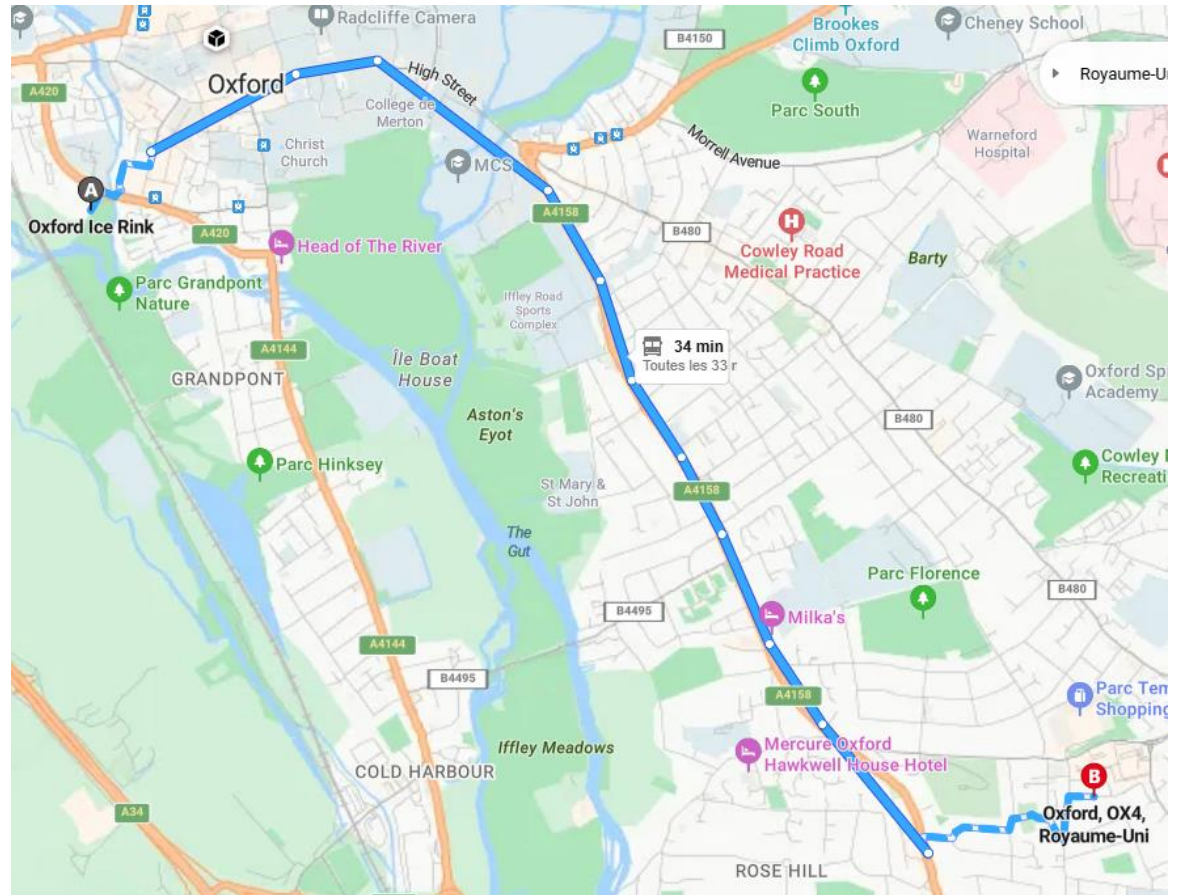 Radcliffe Camera
B4150
Brookes
Climb Oxford
Cheney School
Royaume-U
A420
Oxford
High Street
Collège de
Merton
Parc South
Christ
Church
MCS
Morrell Avenue
Warneford
Hospital
A
Oxford Ice Rink
A420
Head of The River
A4158
B480
H
Cowley Road
Medical Practice
Barty
Parc Grandpont
Nature
Iffley Road
Sports
Complex
34 min
Toutes les 33 r
A4144
GRANDPONT
Île Boat
House
Oxford Sp
Academy
Aston's
Eyot
B480
Parc Hinksey
St Mary &
St John
A4158
Cowley
Recreati
The
Gut
Parc Florence
B480
B4495
Milka's
A4144
B4495
A4158
Parc Tem
Shopping
Iffley Meadows
Mercure Oxford
Hawkwell House Hotel
COLD HARBOUR
B
Oxford, OX4,
Royaume-Uni
A34
ROSE HILL